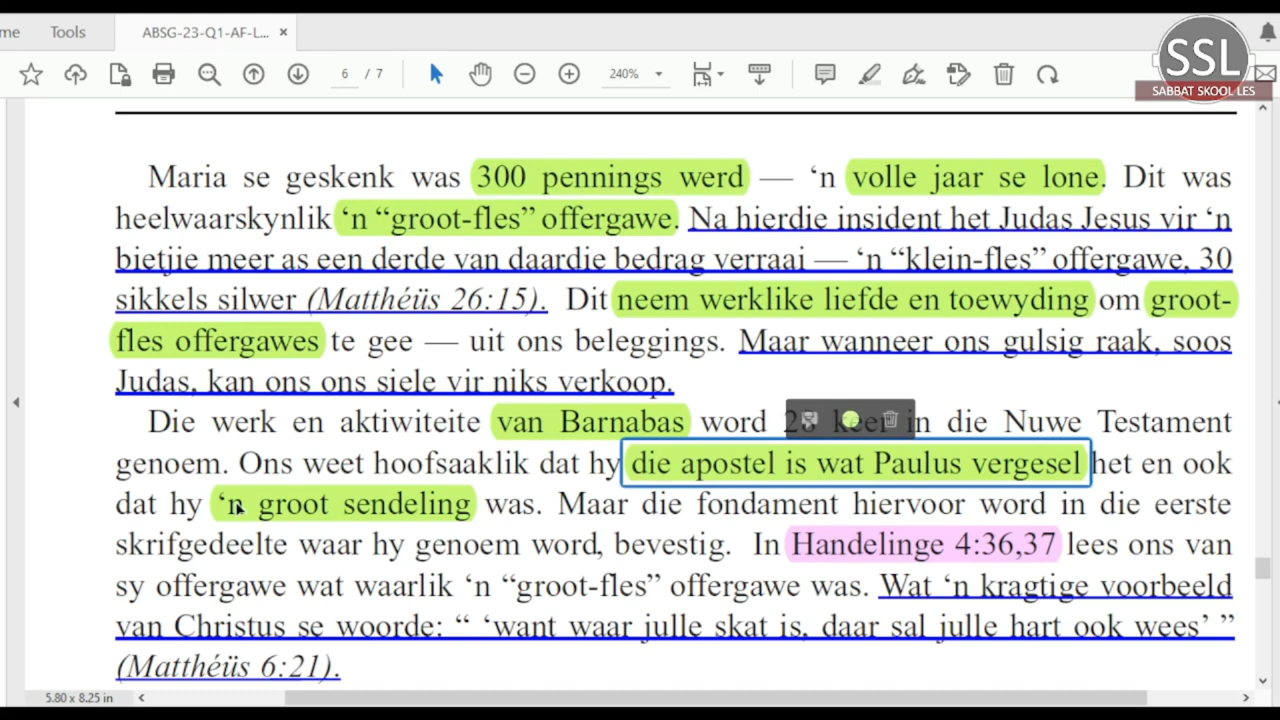 me Tools ABSG-23-Q1-AF-L... ×
SSL
SABBAT SKOOL LES
6 / 7 240%
Maria se geskenk was 300 pennings werd — ‘n volle jaar se lone. Dit was
heelwaarskynlik ‘n “groot-fles” offergawe. Na hierdie insident het Judas Jesus vir ‘n
bietjie meer as een derde van daardie bedrag verraai — ‘n “klein-fles” offergawe, 30
sikkels silwer (Matthéüs 26:15). Dit neem werklike liefde en toewyding om groot-
fles offergawes te gee — uit ons beleggings. Maar wanneer ons gulsig raak, soos
Judas, kan ons ons siele vir niks verkoop.
Die werk en aktiwiteite van Barnabas word 28 keer in die Nuwe Testament
genoem. Ons weet hoofsaaklik dat hy die apostel is wat Paulus vergesel het en ook
dat hy ‘n groot sendeling was. Maar die fondament hiervoor word in die eerste
skrifgedeelte waar hy genoem word, bevestig. In Handelinge 4:36,37 lees ons van
sy offergawe wat waarlik ‘n “groot-fles” offergawe was. Wat ‘n kragtige voorbeeld
van Christus se woorde: “ ‘want waar julle skat is, daar sal julle hart ook wees’ ”
(Matthéüs 6:21).
5.80 x 8.25 in